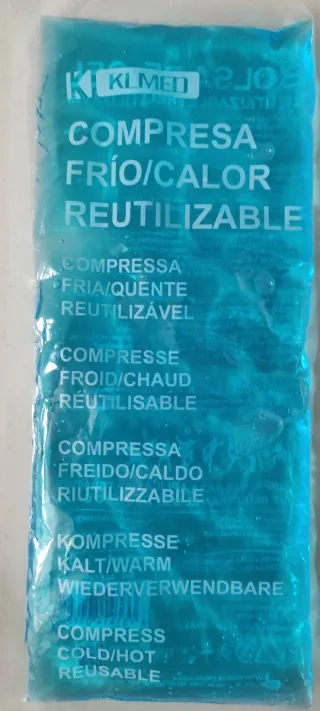 KLMED
COMPRESA
FRÍO/CALOR
REUTILIZABLE
COMPRESSA
FRIA/QUENTE
REUTILIZÁVEL
COMPRESSE
FROID/CHAUD
REUTILISABLE
COMPRESSA
FREIDO/CALDO
RIUTILIZZABILE
KOMPRESSE
KALT/WARM
WIEDERVERWENDBARE
COMPRESS
COLD/HOT
REUSABLE